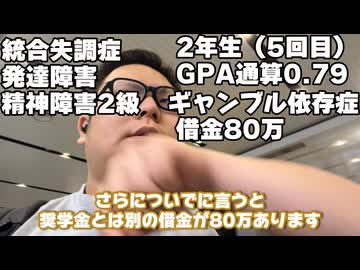 統合失調症
発達障害
精神障害2級
2年生（5回目）
GPA通算0.79
ギャンブル依存症
借金80万
さらについでに言うと
奨学金とは別の借金が80万あります